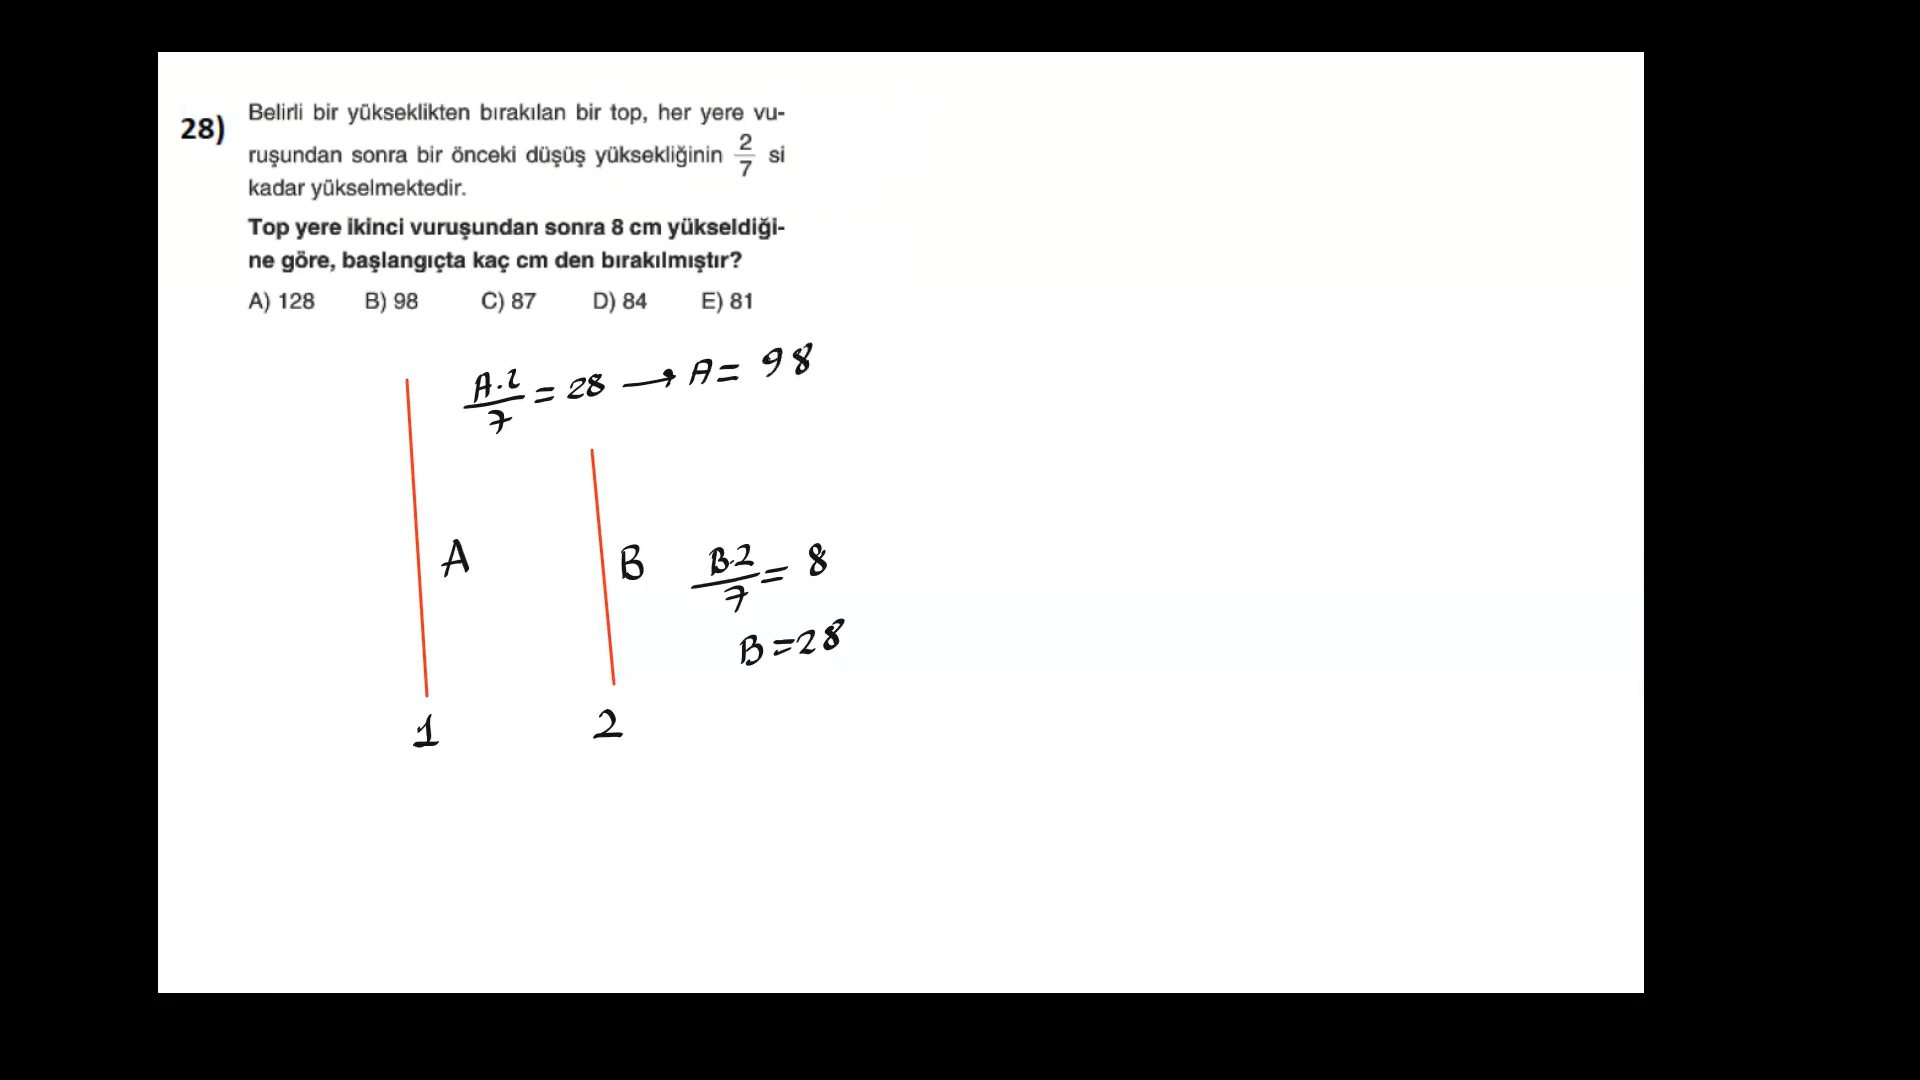 28)
Belirli bir yükseklikten bırakılan bir top, her yere vu-
ruşundan sonra bir önceki düşüş yüksekliğinin 2/7 si
kadar yükselmektedir.
Top yere ikinci vuruşundan sonra 8 cm yükseldiği-
ne göre, başlangıçta kaç cm den bırakılmıştır?
A) 128 B) 98 C) 87 D) 84 E) 81
A.2/7 = 28 → A = 98
A
B
B.2/7 = 8
B = 28
1
2